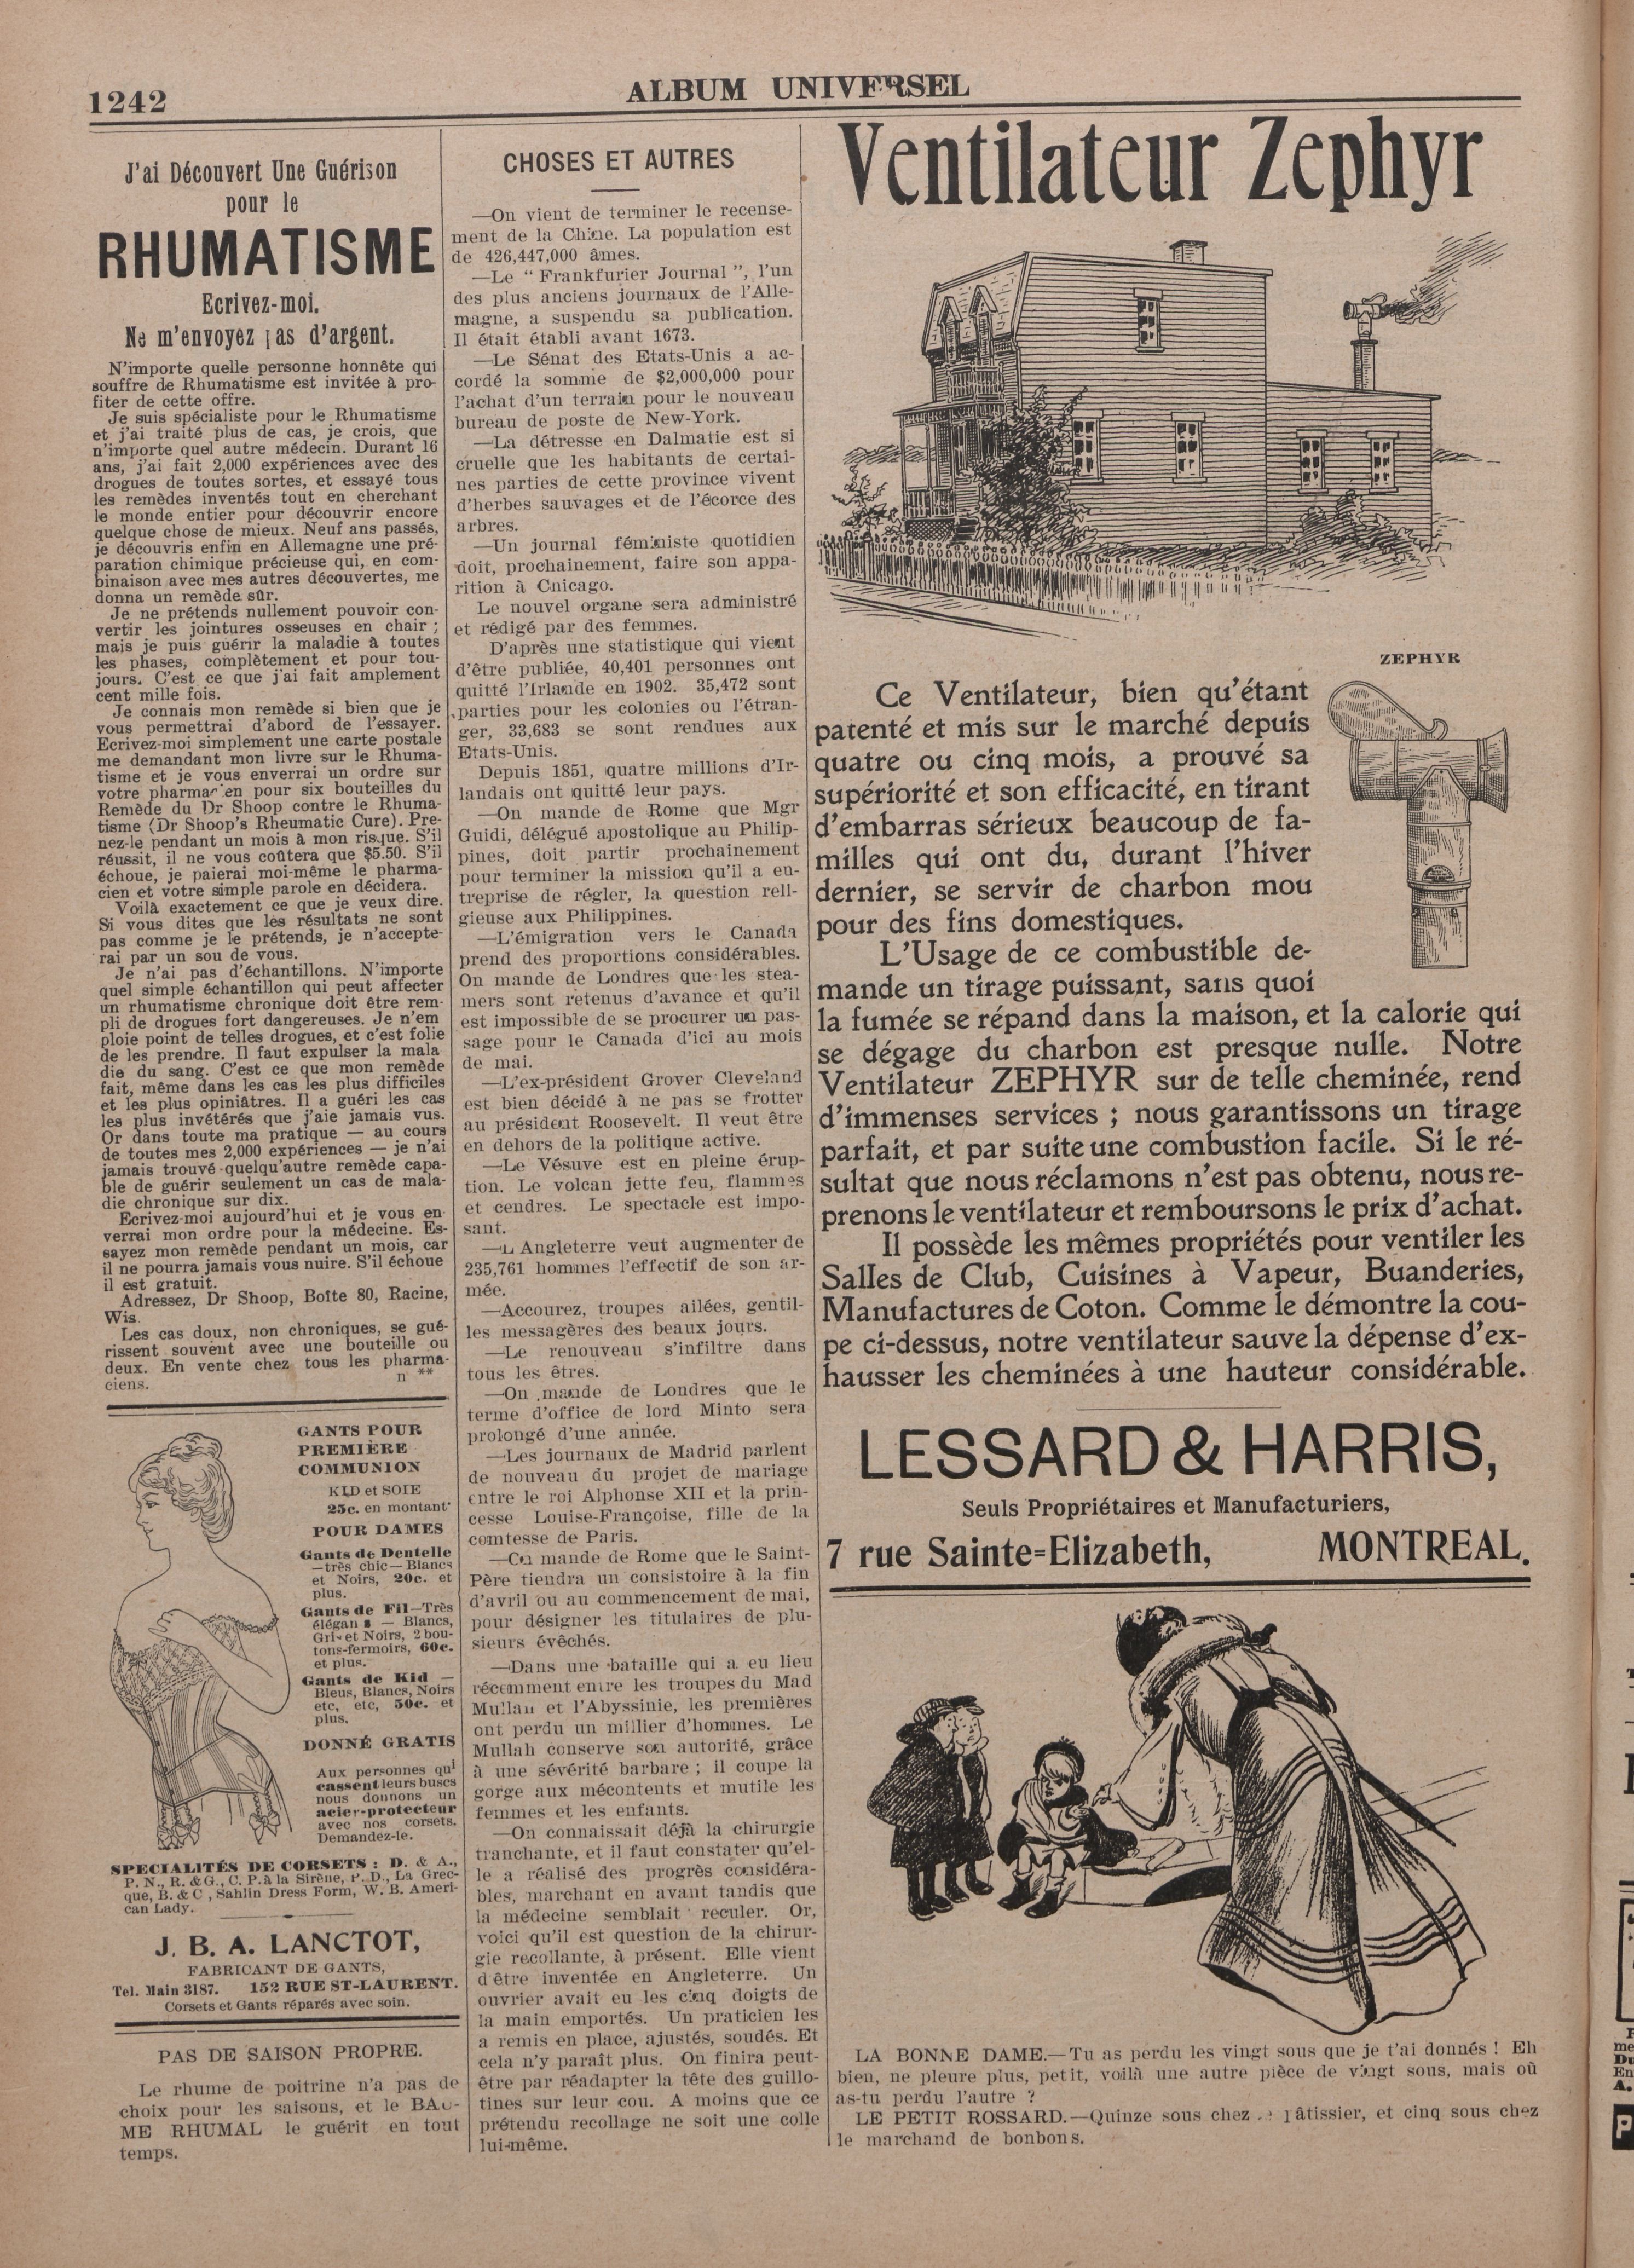 1242
ALBUM UNIVERSEL
J'ai Découvert Une Guérison
pour le
RHUMATISME
Ecrivez-moi.
Ne m'envoyez as d'argent.
N'importe quelle personne honnête qui
souffre de Rhumatisme est invitée à pro-
fiter de cette offre.
Je suis spécialiste pour le Rhumatisme
et j'ai traité plus de cas, je crois, que
n'importe quel autre médecin. Durant 16
ans, j'ai fait 2,000 expériences avec des
drogues de toutes sortes, et essayé tous
les remèdes inventés tout en cherchant
le monde entier pour découvrir encore
quelque chose de mieux. Neuf ans passés,
je découvris enfin en Allemagne une pré-
paration chimique précieuse qui, en com-
binaison avec mes autres découvertes, me
donna un remède sûr.
Je ne prétends nullement pouvoir con-
vertir les jointures osseuses en chair ;
mais je puis guérir la maladie à toutes
les phases, complètement et pour tou-
jours. C'est ce que j'ai fait amplement
cent mille fois.
Je connais mon remède si bien que je
vous permettrai d'abord de l'essayer.
Ecrivez-moi simplement une carte postale
me demandant mon livre sur le Rhuma-
tisme et je vous enverrai un ordre sur
votre pharma en pour six bouteilles du
Remède du Dr Shoop contre le Rhuma-
tisme (Dr Shoop's Rheumatic Cure). Pre-
nez-le pendant un mois à mon risque. S'il
réussit, il ne vous coûtera que $5.50. S'il
échoue, je paierai moi-même le pharma-
cien et votre simple parole en décidera.
Voilà exactement ce que je veux dire.
Si vous dites que les résultats ne sont
pas comme je le prétends, je n'accepte-
rai par un sou de vous.
Je n'ai pas d'échantillons. N'importe
quel simple échantillon qui peut affecter
un rhumatisme chronique doit être rem-
pli de drogues fort dangereuses. Je n'em
ploie point de telles drogues, et c'est folie
de les prendre. Il faut expulser la mala
die du sang. C'est ce que mon remède
fait, même dans les cas les plus difficiles
et les plus opiniâtres. Il a guéri les cas
les plus invétérés que j'aie jamais vus.
Or dans toute ma pratique — au cours
de toutes mes 2,000 expériences — je n'ai
jamais trouvé quelqu'autre remède capa-
ble de guérir seulement un cas de mala-
die chronique sur dix.
Ecrivez-moi aujourd'hui et je vous en-
verrai mon ordre pour la médecine. Es-
sayez mon remède pendant un mois, car
il ne pourra jamais vous nuire. S'il échoue
il est gratuit.
Adressez, Dr Shoop, Boîte 80, Racine,
Wis.
Les cas doux, non chroniques, se gué-
rissent souvent avec une bouteille ou
deux. En vente chez tous les pharma-
ciens. n **
GANTS POUR
PREMIÈRE
COMMUNION
KID et SOIE
25c. en montant
POUR DAMES
Gants de Dentelle
—très chic—Blancs
et Noirs, 20c. et
plus.
Gants de Fil—Très
élégan s — Blancs,
Gris et Noirs, 2 bou-
tons-fermoirs, 60c.
et plus.
Gants de Kid —
Bleus, Blancs, Noirs
etc, etc, 50c. et
plus.
DONNÉ GRATIS
Aux personnes qui
cassent leurs buscs
nous donnons un
acier-protecteur
avec nos corsets.
Demandez-le.
SPECIALITÉS DE CORSETS : D. & A.,
P. N., R. & G., C. P. à la Sirène, P. D., La Grec-
que, B. & C , Sahlin Dress Form, W. B. Ameri-
can Lady.
J. B. A. LANCTOT,
FABRICANT DE GANTS,
Tel. Main 3187. 152 RUE ST-LAURENT.
Corsets et Gants réparés avec soin.
PAS DE SAISON PROPRE.
Le rhume de poitrine n'a pas de
choix pour les saisons, et le BAU-
ME RHUMAL le guérit en tout
temps.
CHOSES ET AUTRES
—On vient de terminer le recense-
ment de la Chine. La population est
de 426,447,000 âmes.
—Le " Frankfurier Journal ", l'un
des plus anciens journaux de l'Alle-
magne, a suspendu sa publication.
Il était établi avant 1673.
—Le Sénat des Etats-Unis a ac-
cordé la somme de $2,000,000 pour
l'achat d'un terrain pour le nouveau
bureau de poste de New-York.
—La détresse en Dalmatie est si
cruelle que les habitants de certai-
nes parties de cette province vivent
d'herbes sauvages et de l'écorce des
arbres.
—Un journal féministe quotidien
doit, prochainement, faire son appa-
rition à Cnicago.
Le nouvel organe sera administré
et rédigé par des femmes.
D'après une statistique qui vient
d'être publiée, 40,401 personnes ont
quitté l'Irlande en 1902. 35,472 sont
parties pour les colonies ou l'étran-
ger, 33,683 se sont rendues aux
Etats-Unis.
Depuis 1851, quatre millions d'Ir-
landais ont quitté leur pays.
—On mande de Rome que Mgr
Guidi, délégué apostolique au Philip-
pines, doit partir prochainement
pour terminer la mission qu'il a eu-
treprise de régler, la question reli-
gieuse aux Philippines.
—L'émigration vers le Canada
prend des proportions considérables.
On mande de Londres que les stea-
mers sont retenus d'avance et qu'il
est impossible de se procurer un pas-
sage pour le Canada d'ici au mois
de mai.
—L'ex-président Grover Cleveland
est bien décidé à ne pas se frotter
au président Roosevelt. Il veut être
en dehors de la politique active.
—Le Vésuve est en pleine érup-
tion. Le volcan jette feu, flammes
et cendres. Le spectacle est impo-
sant.
—L Angleterre veut augmenter de
235,761 hommes l'effectif de son ar-
mée.
—Accourez, troupes ailées, gentil-
les messagères des beaux jours.
—Le renouveau s'infiltre dans
tous les êtres.
—On mande de Londres que le
terme d'office de lord Minto sera
prolongé d'une année.
—Les journaux de Madrid parlent
de nouveau du projet de mariage
entre le roi Alphonse XII et la prin-
cesse Louise-Françoise, fille de la
comtesse de Paris.
—On mande de Rome que le Saint-
Père tiendra un consistoire à la fin
d'avril ou au commencement de mai,
pour désigner les titulaires de plu-
sieurs évêchés.
—Dans une bataille qui a eu lieu
récemment entre les troupes du Mad
Mullah et l'Abyssinie, les premières
ont perdu un millier d'hommes. Le
Mullah conserve son autorité, grâce
à une sévérité barbare ; il coupe la
gorge aux mécontents et mutile les
femmes et les enfants.
—On connaissait déjà la chirurgie
tranchante, et il faut constater qu'el-
le a réalisé des progrès considéra-
bles, marchant en avant tandis que
la médecine semblait reculer. Or,
voici qu'il est question de la chirur-
gie recollante, à présent. Elle vient
d être inventée en Angleterre. Un
ouvrier avait eu les cinq doigts de
la main emportés. Un praticien les
a remis en place, ajustés, soudés. Et
cela n'y paraît plus. On finira peut-
être par réadapter la tête des guillo-
tines sur leur cou. A moins que ce
prétendu recollage ne soit une colle
lui-même.
Ventilateur Zephyr
ZEPHYR
Ce Ventilateur, bien qu'étant
patenté et mis sur le marché depuis
quatre ou cinq mois, a prouvé sa
supériorité et son efficacité, en tirant
d'embarras sérieux beaucoup de fa-
milles qui ont du, durant l'hiver
dernier, se servir de charbon mou
pour des fins domestiques.
L'Usage de ce combustible de-
mande un tirage puissant, sans quoi
la fumée se répand dans la maison, et la calorie qui
se dégage du charbon est presque nulle. Notre
Ventilateur ZEPHYR sur de telle cheminée, rend
d'immenses services ; nous garantissons un tirage
parfait, et par suite une combustion facile. Si le ré-
sultat que nous réclamons n'est pas obtenu, nous re-
prenons le ventilateur et remboursons le prix d'achat.
Il possède les mêmes propriétés pour ventiler les
Salles de Club, Cuisines à Vapeur, Buanderies,
Manufactures de Coton. Comme le démontre la cou-
pe ci-dessus, notre ventilateur sauve la dépense d'ex-
hausser les cheminées à une hauteur considérable.
LESSARD & HARRIS,
Seuls Propriétaires et Manufacturiers,
7 rue Sainte-Elizabeth, MONTREAL.
LA BONNE DAME.—Tu as perdu les vingt sous que je t'ai donnés ! Eh
bien, ne pleure plus, petit, voilà une autre pièce de vingt sous, mais où
as-tu perdu l'autre ?
LE PETIT ROSSARD.—Quinze sous chez pâtissier, et cinq sous chez
le marchand de bonbons.